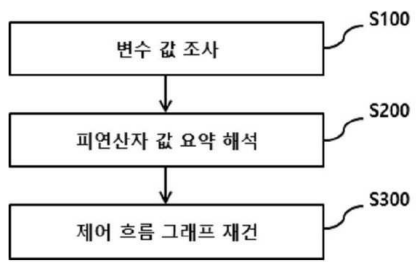 S100
변수 값 조사
S200
피연산자 값 요약 해석
S300
제어 흐름 그래프 재건